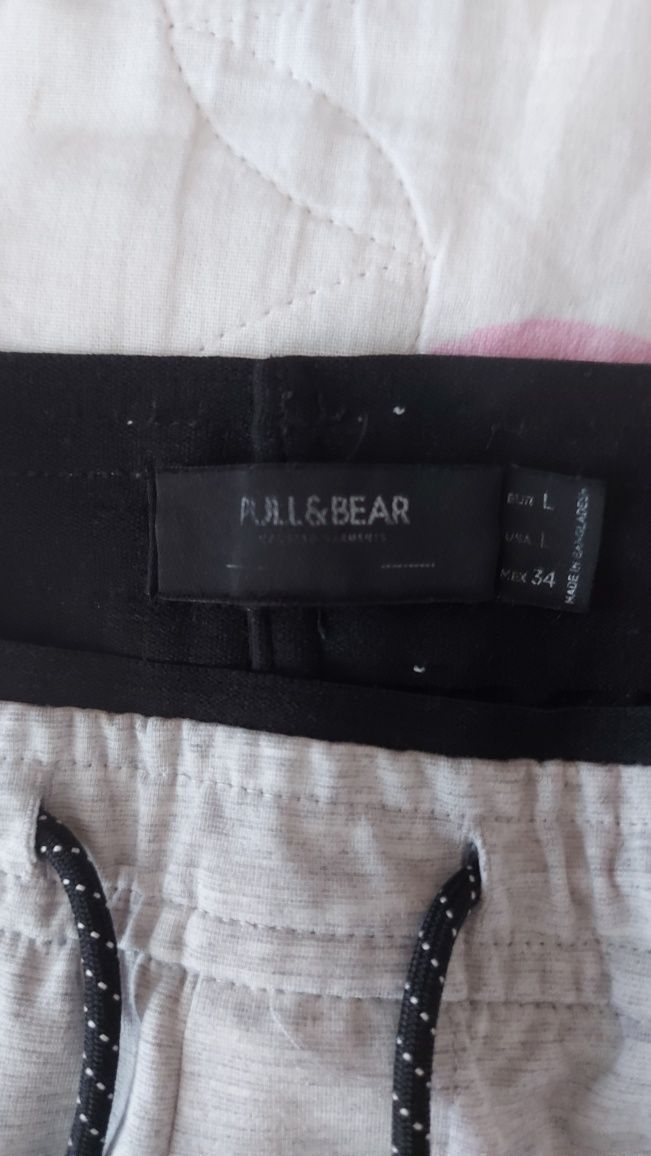 PULL&BEAR
EUR L
USA L
MEX 34
MADE IN BANGLADESH